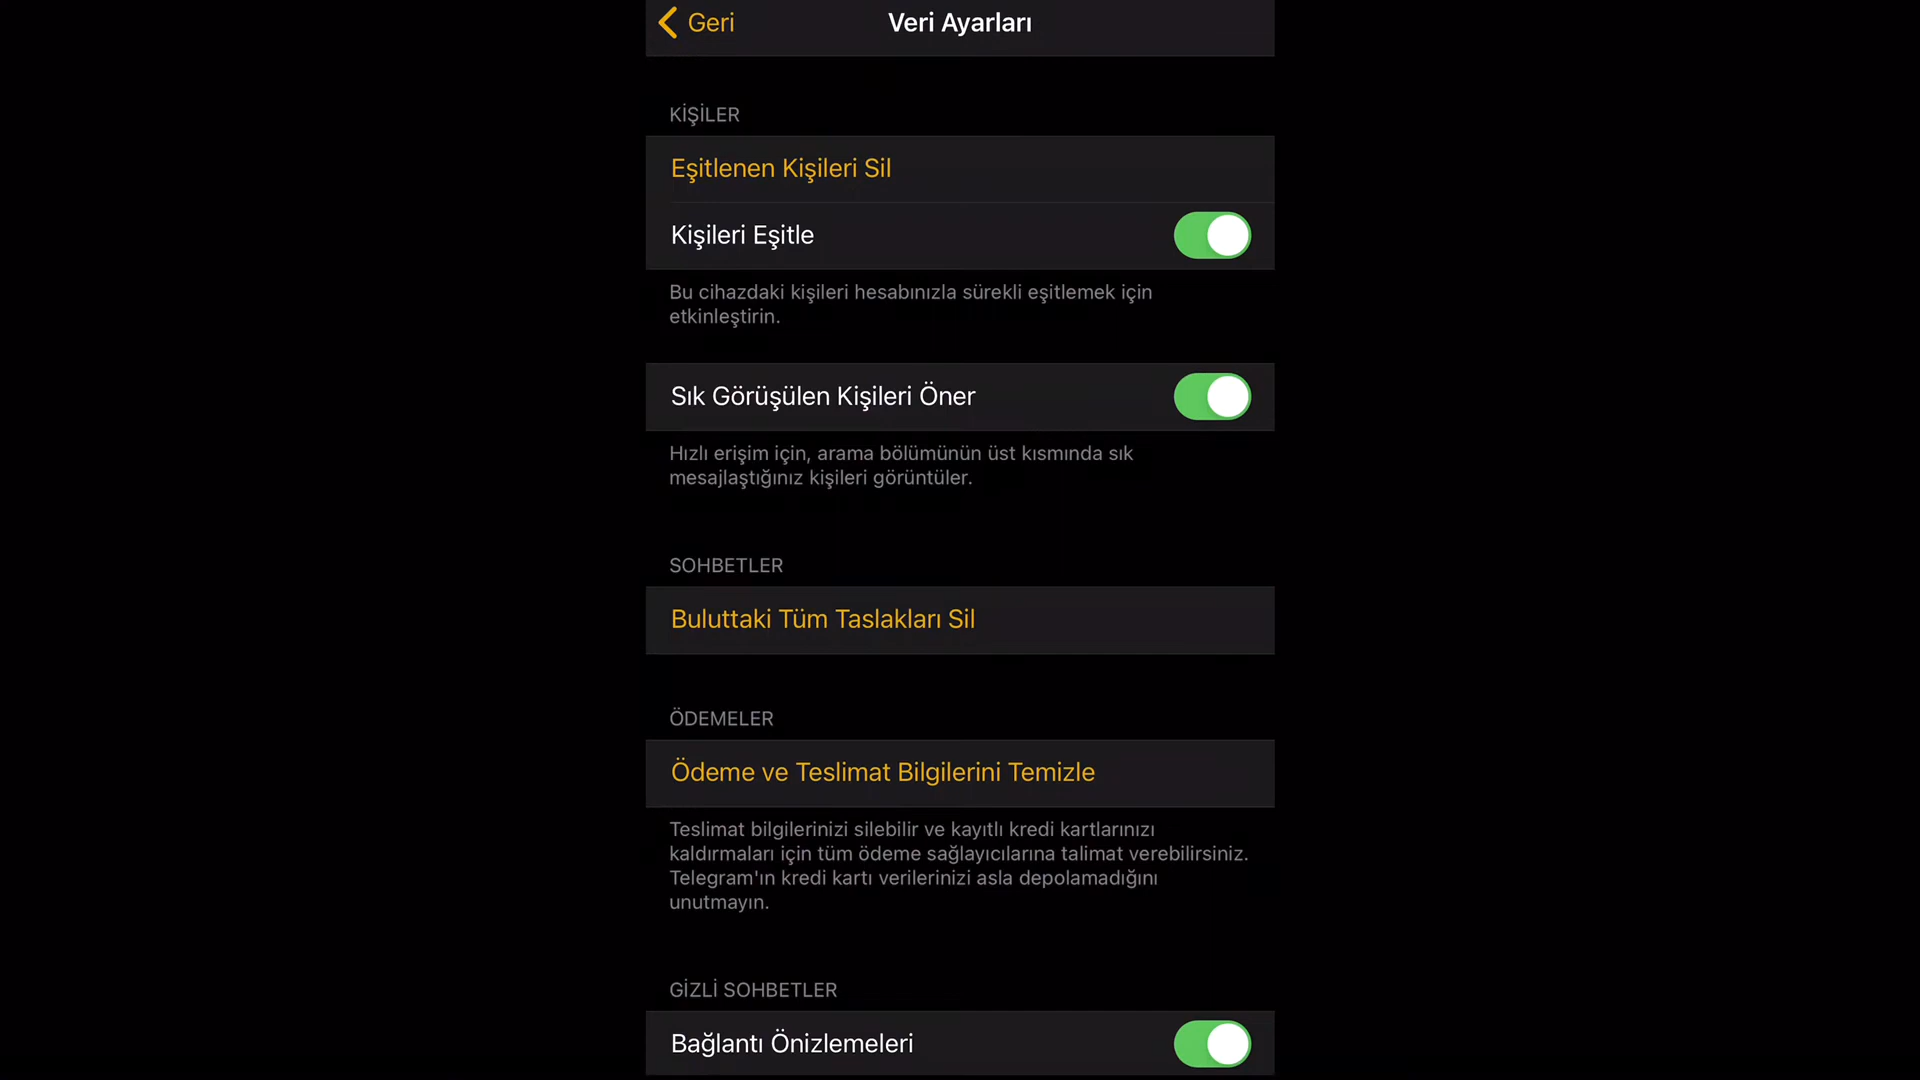 Geri
Veri Ayarları
KİŞİLER
Eşitlenen Kişileri Sil
Kişileri Eşitle
Bu cihazdaki kişileri hesabınızla sürekli eşitlemek için
etkinleştirin.
Sık Görüşülen Kişileri Öner
Hızlı erişim için, arama bölümünün üst kısmında sık
mesajlaştığınız kişileri görüntüler.
SOHBETLER
Buluttaki Tüm Taslakları Sil
ÖDEMELER
Ödeme ve Teslimat Bilgilerini Temizle
Teslimat bilgilerinizi silebilir ve kayıtlı kredi kartlarınızı
kaldırmaları için tüm ödeme sağlayıcılarına talimat verebilirsiniz.
Telegram'ın kredi kartı verilerinizi asla depolamadığını
unutmayın.
GİZLİ SOHBETLER
Bağlantı Önizlemeleri